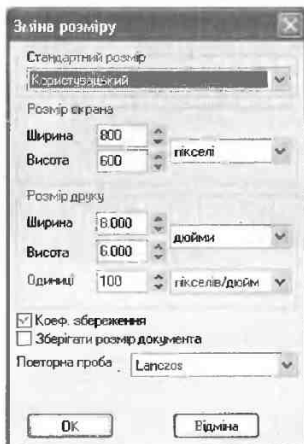 Зміна розміру
Стандартний розмір
Користувацький
Розмір екрана
Ширина 800
Висота 600 пікселі
Розмір друку
Ширина 8.000
Висота 6.000 дюйми
Одиниці 100 пікселів/дюйм
Коеф. збереження
Зберігати розмір документа
Повторна проба Lanczos
OK Відміна